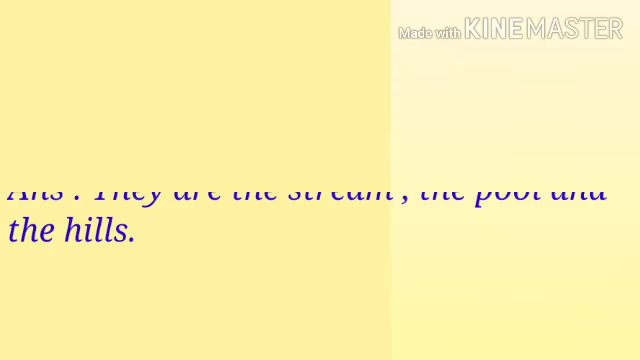 Made with KINEMASTER
Ans : They are the stream , the pool and
the hills.